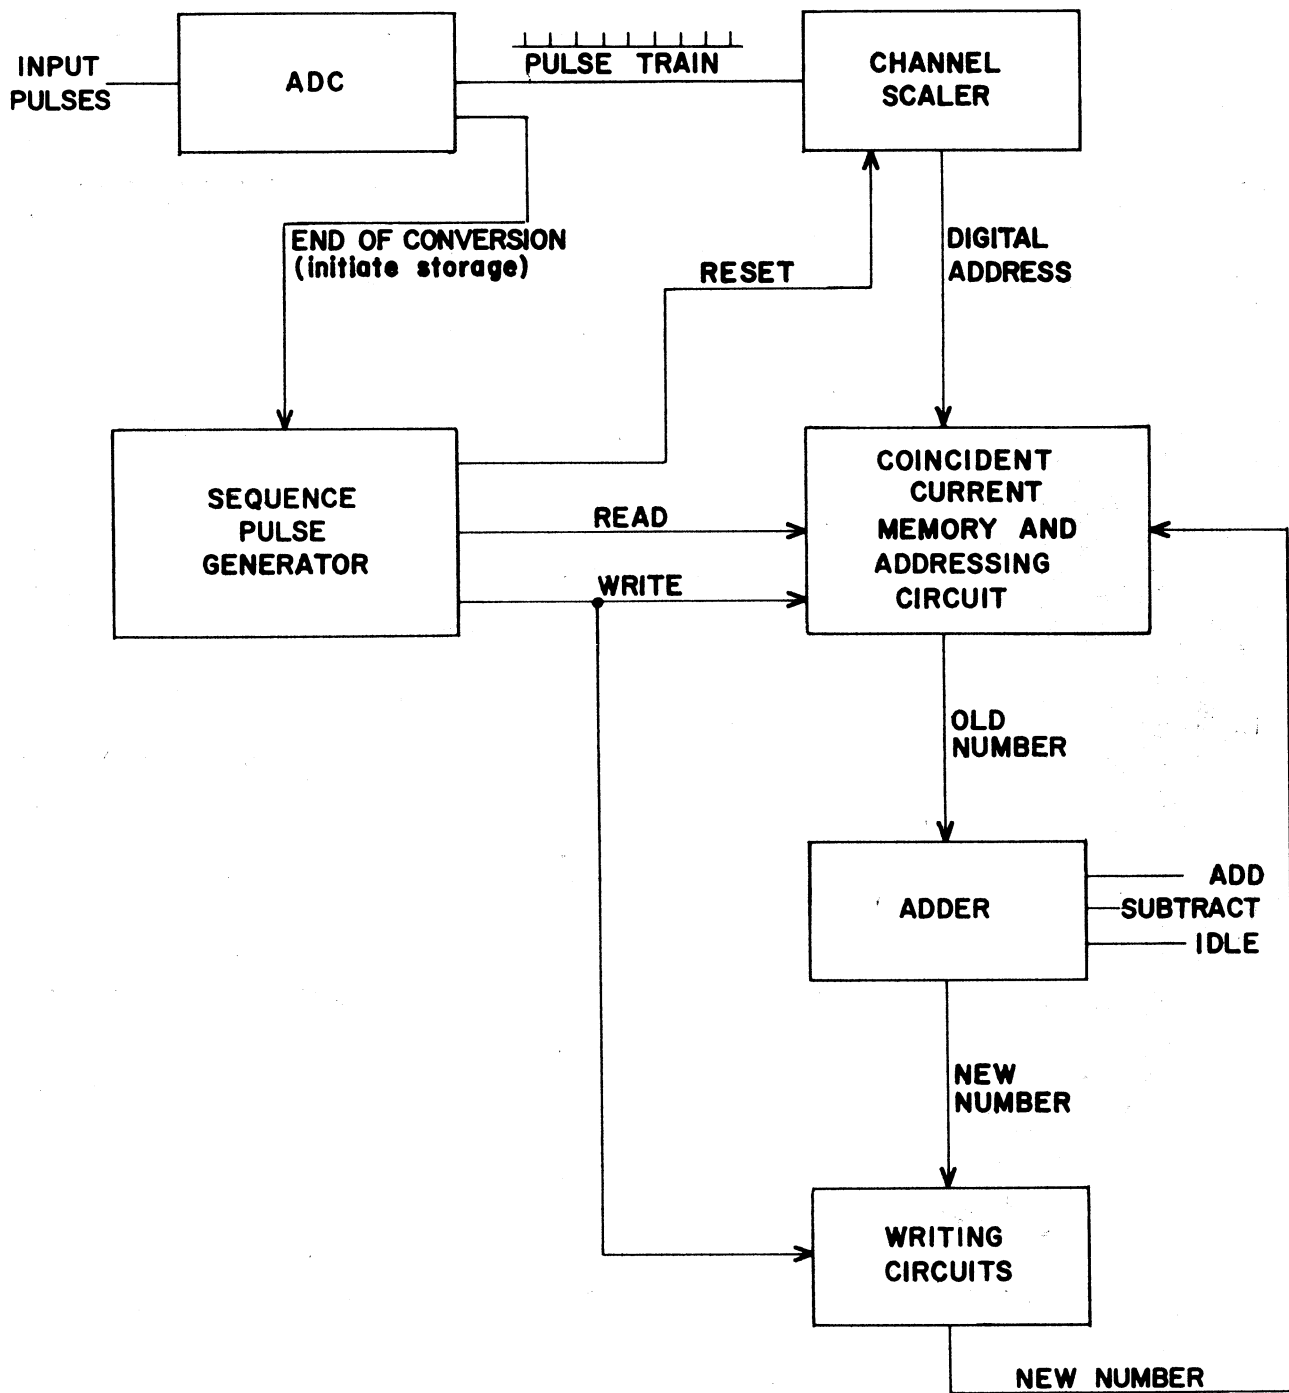 INPUT
PULSES
ADC
PULSE TRAIN
CHANNEL
SCALER
END OF CONVERSION
(initiate storage)
RESET
DIGITAL
ADDRESS
SEQUENCE
PULSE
GENERATOR
READ
WRITE
COINCIDENT
CURRENT
MEMORY AND
ADDRESSING
CIRCUIT
OLD
NUMBER
ADDER
ADD
SUBTRACT
IDLE
NEW
NUMBER
WRITING
CIRCUITS
NEW NUMBER